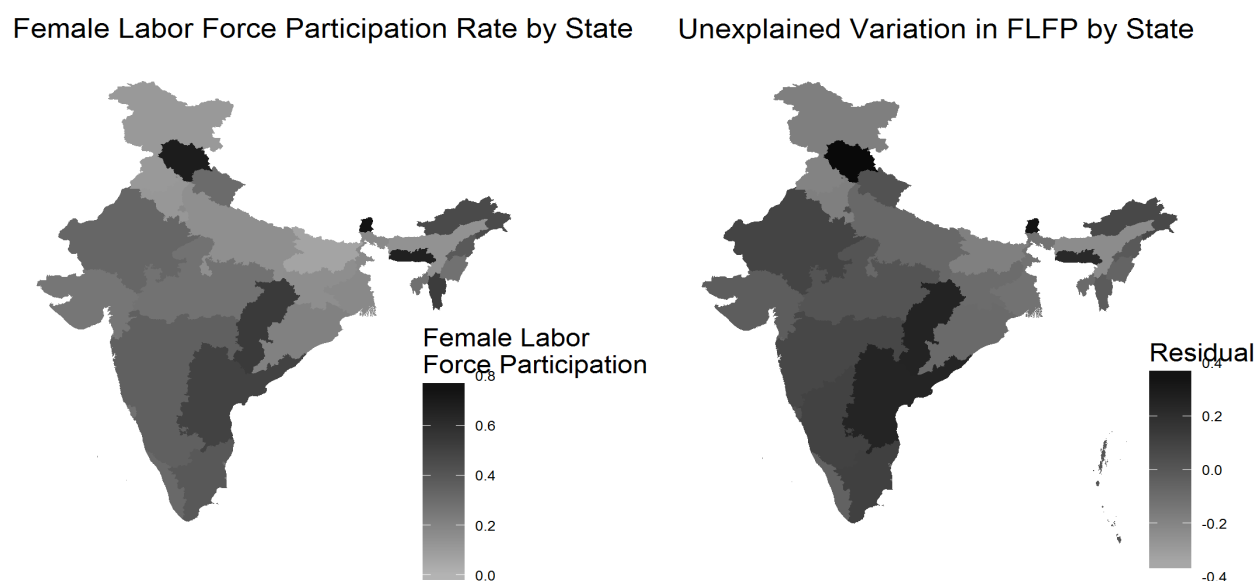 Female Labor Force Participation Rate by State
Unexplained Variation in FLFP by State
Female Labor
Force Participation
0.8
0.6
0.4
0.2
0.0
Residual
0.4
0.2
0.0
-0.2
-0.4